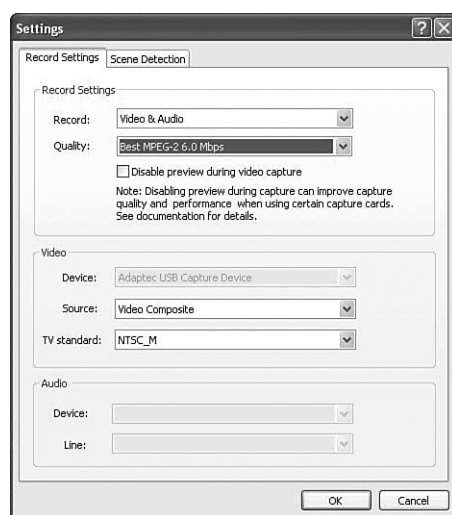 Settings
Record Settings Scene Detection
Record Settings
Record: Video & Audio
Quality: Best MPEG-2 6.0 Mbps
Disable preview during video capture
Note: Disabling preview during capture can improve capture
quality and performance when using certain capture cards.
See documentation for details.
Video
Device: Adaptec USB Capture Device
Source: Video Composite
TV standard: NTSC_M
Audio
Device:
Line:
OK Cancel